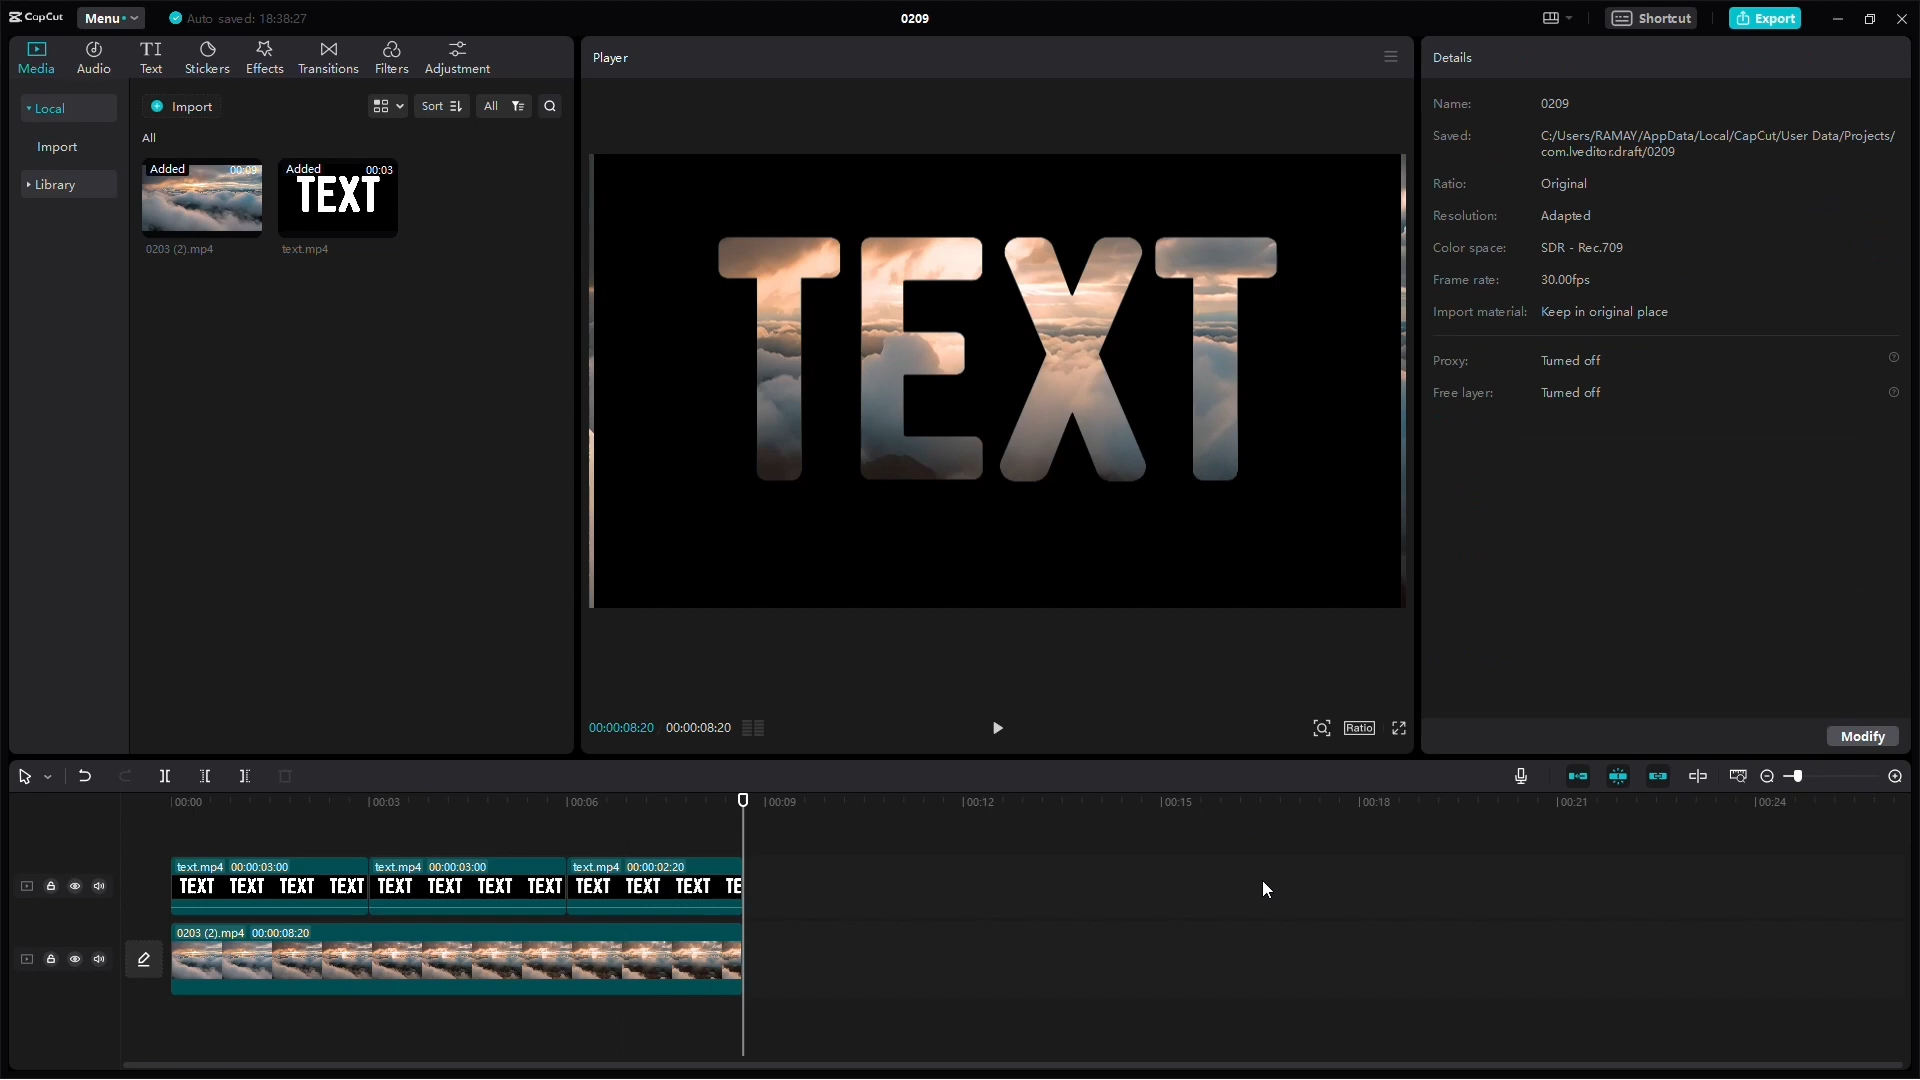 CapCut
Menu
Auto saved: 18:38:27
0209
Shortcut
Export
Media
Audio
Text
Stickers
Effects
Transitions
Filters
Adjustment
Local
Import
Library
Import
Sort
All
All
Added
00:09
TEXT
Added
00:03
0203 (2).mp4
text.mp4
Player
TEXT
00:00:08:20
00:00:08:20
Ratio
Details
Name:
0209
Saved:
C:/Users/RAMAY/AppData/Local/CapCut/User Data/Projects/
com.lveditor.draft/0209
Ratio:
Original
Resolution:
Adapted
Color space:
SDR - Rec.709
Frame rate:
30.00fps
Import material:
Keep in original place
Proxy:
Turned off
Free layer:
Turned off
Modify
00:00
00:03
00:06
00:09
00:12
00:15
00:18
00:21
00:24
text.mp4 00:00:03:00
text.mp4 00:00:03:00
text.mp4 00:00:02:20
TEXT TEXT TEXT TEXT TEXT TEXT TEXT TEXT TEXT TEXT TEXT TE
0203 (2).mp4 00:00:08:20